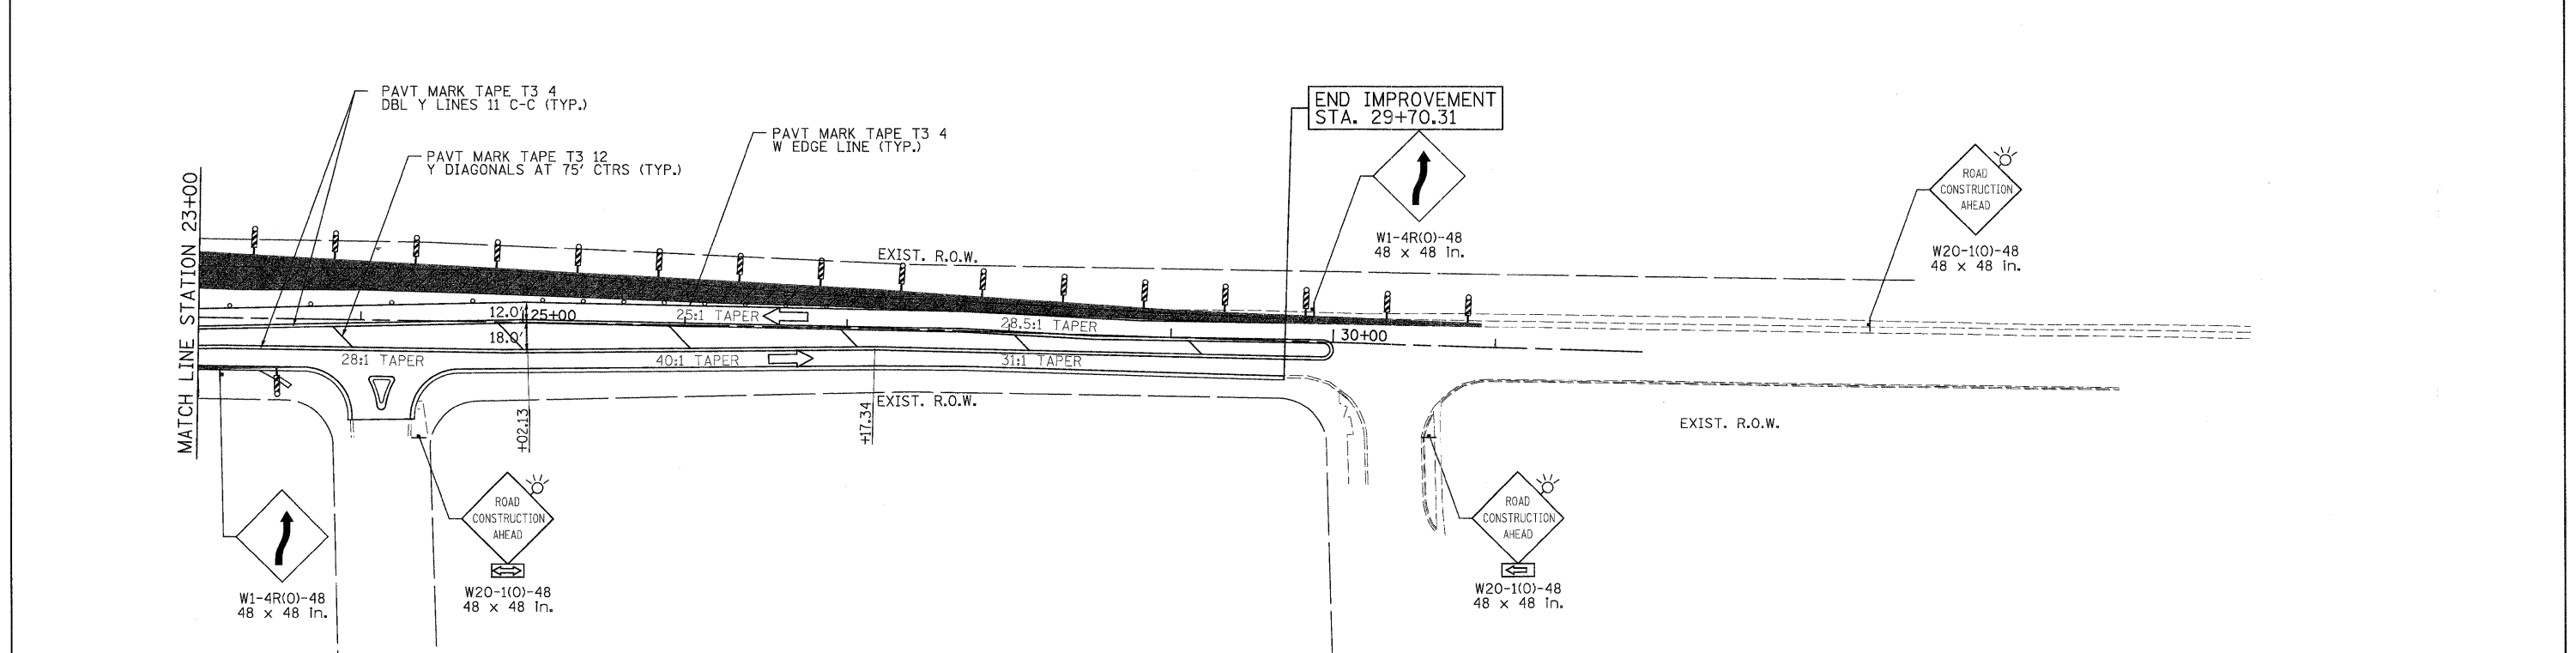 PAVT MARK TAPE T3 4
DBL Y LINES 11 C-C (TYP.)
PAVT MARK TAPE T3 12
Y DIAGONALS AT 75' CTRS (TYP.)
PAVT MARK TAPE T3 4
W EDGE LINE (TYP.)
END IMPROVEMENT
STA. 29+70.31
W1-4R(O)-48
48 x 48 in.
ROAD
CONSTRUCTION
AHEAD
W20-1(O)-48
48 x 48 in.
MATCH LINE STATION 23+00
EXIST. R.O.W.
12.0'
25+00
25:1 TAPER
28.5:1 TAPER
30+00
18.0'
28:1 TAPER
40:1 TAPER
31:1 TAPER
+02.13
+17.34
EXIST. R.O.W.
EXIST. R.O.W.
W1-4R(O)-48
48 x 48 in.
ROAD
CONSTRUCTION
AHEAD
W20-1(O)-48
48 x 48 in.
ROAD
CONSTRUCTION
AHEAD
W20-1(O)-48
48 x 48 in.